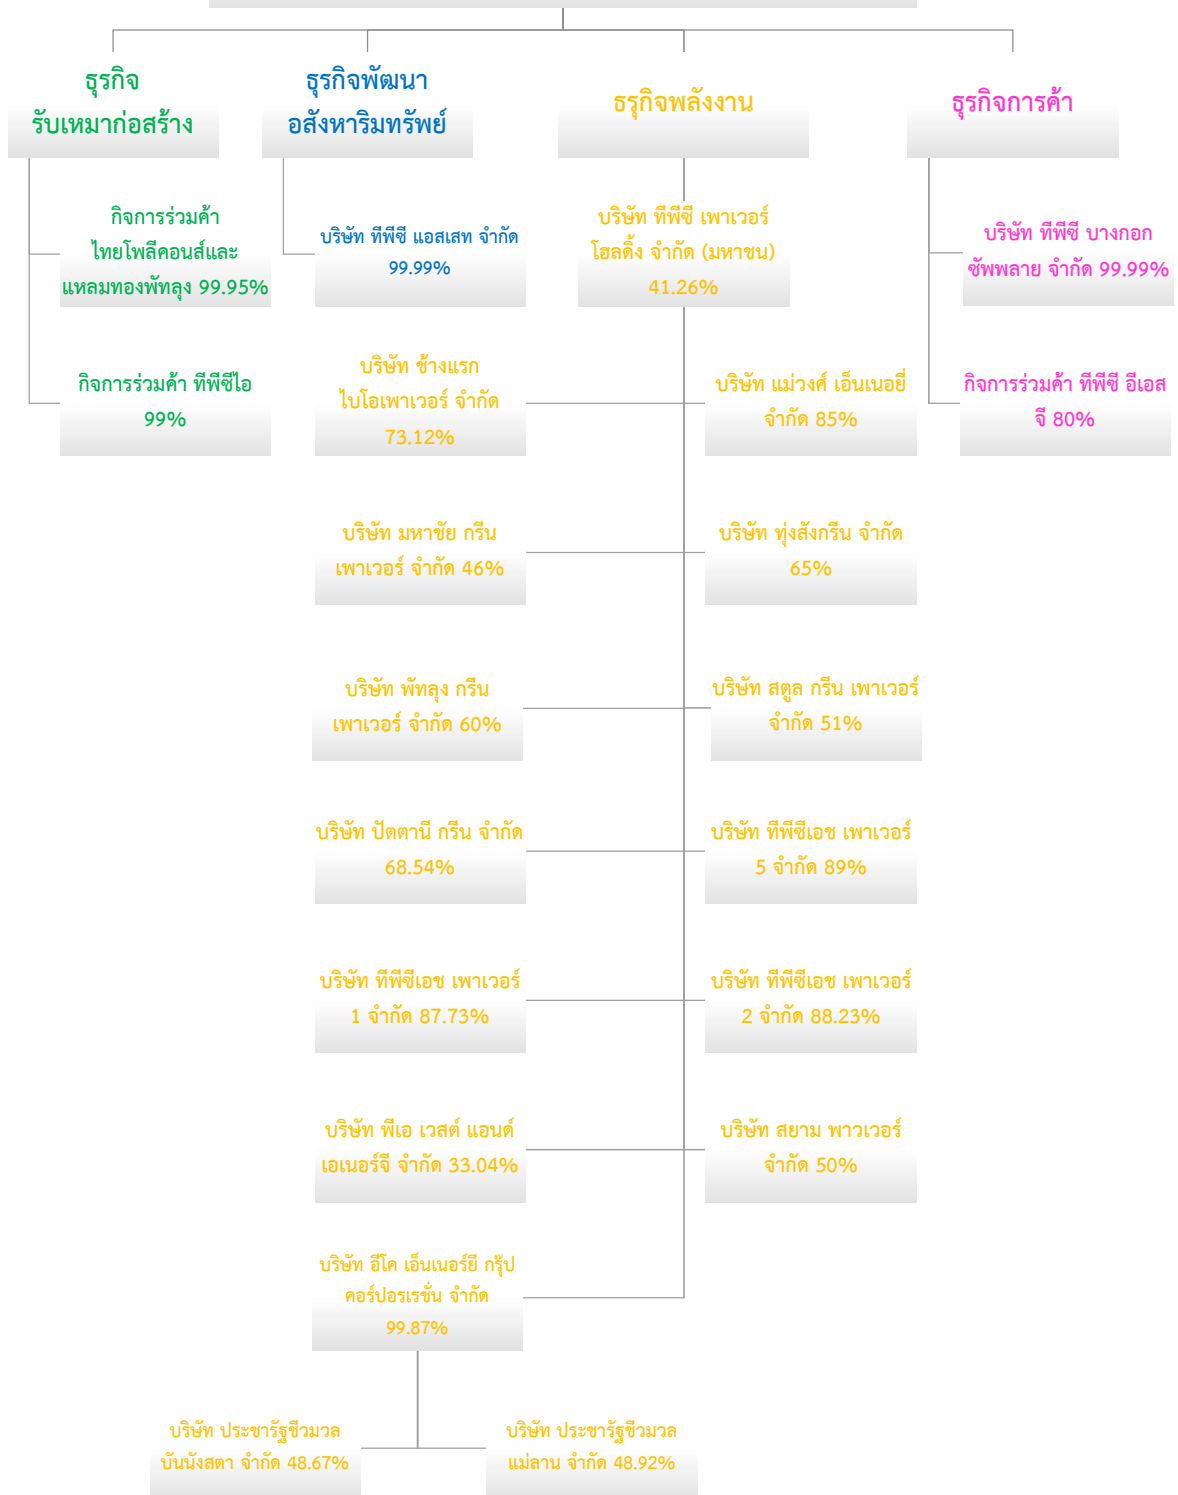 ธุรกิจ
รับเหมาก่อสร้าง
ธุรกิจพัฒนา
อสังหาริมทรัพย์
ธุรกิจพลังงาน
ธุรกิจการค้า
กิจการร่วมค้า
ไทยโพลีคอนส์และ
แหลมทองพัทลุง 99.95%
บริษัท ทีพีซี แอสเสท จำกัด
99.99%
บริษัท ทีพีซี เพาเวอร์
โฮลดิ้ง จำกัด (มหาชน)
41.26%
บริษัท ทีพีซี บางกอก
ซัพพลาย จำกัด 99.99%
กิจการร่วมค้า ทีพีซีไอ
99%
บริษัท ช้างแรก
ไบโอเพาเวอร์ จำกัด
73.12%
บริษัท แม่วงศ์ เอ็นเนอยี่
จำกัด 85%
กิจการร่วมค้า ทีพีซี อีเอส
จี 80%
บริษัท มหาชัย กรีน
เพาเวอร์ จำกัด 46%
บริษัท ทุ่งสังกรีน จำกัด
65%
บริษัท พัทลุง กรีน
เพาเวอร์ จำกัด 60%
บริษัท สตูล กรีน เพาเวอร์
จำกัด 51%
บริษัท ปัตตานี กรีน จำกัด
68.54%
บริษัท ทีพีซีเอช เพาเวอร์
5 จำกัด 89%
บริษัท ทีพีซีเอช เพาเวอร์
1 จำกัด 87.73%
บริษัท ทีพีซีเอช เพาเวอร์
2 จำกัด 88.23%
บริษัท พีเอ เวสต์ แอนด์
เอเนอร์จี จำกัด 33.04%
บริษัท สยาม พาวเวอร์
จำกัด 50%
บริษัท อีโค เอ็นเนอร์ยี กรุ๊ป
คอร์ปอรเรชั่น จำกัด
99.87%
บริษัท ประชารัฐชีวมวล
บันนังสตา จำกัด 48.67%
บริษัท ประชารัฐชีวมวล
แม่ลาน จำกัด 48.92%